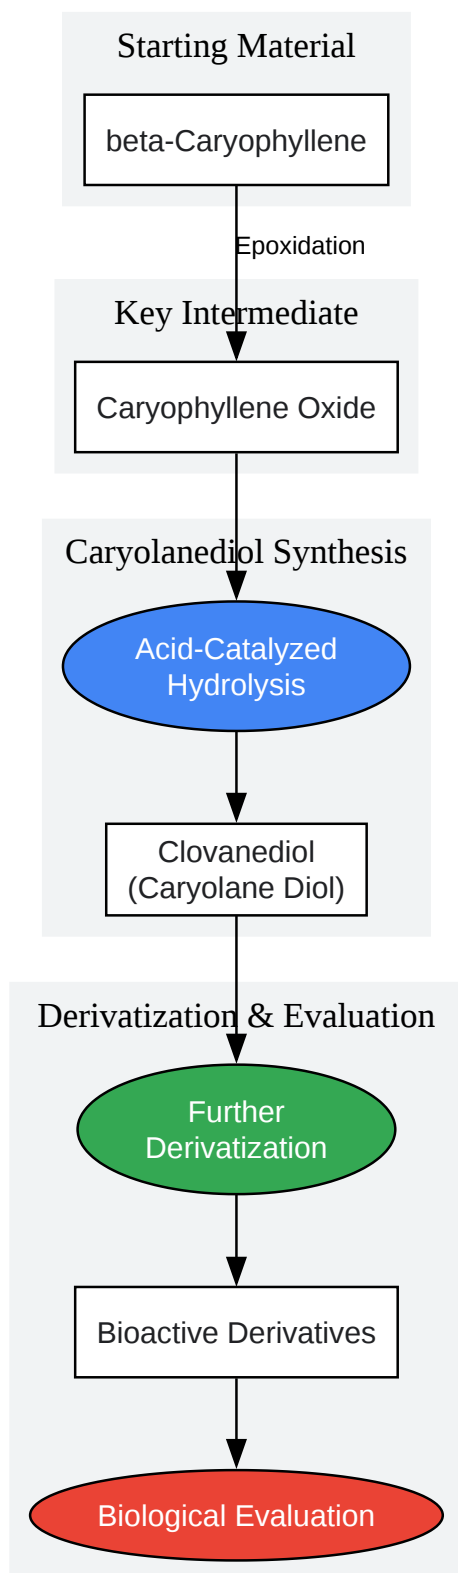 Starting Material
beta-Caryophyllene
Epoxidation
Key Intermediate
Caryophyllene Oxide
Caryolanediol Synthesis
Acid-Catalyzed
Hydrolysis
Clovanediol
(Caryolane Diol)
Derivatization & Evaluation
Further
Derivatization
Bioactive Derivatives
Biological Evaluation